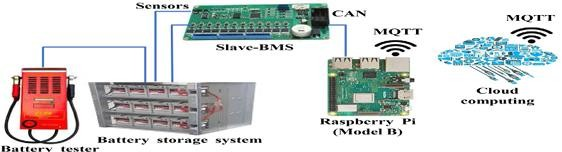 Sensors
CAN
Slave-BMS
MQTT
MQTT
Battery tester
Battery storage system
Raspberry Pi
(Model B)
Cloud
computing